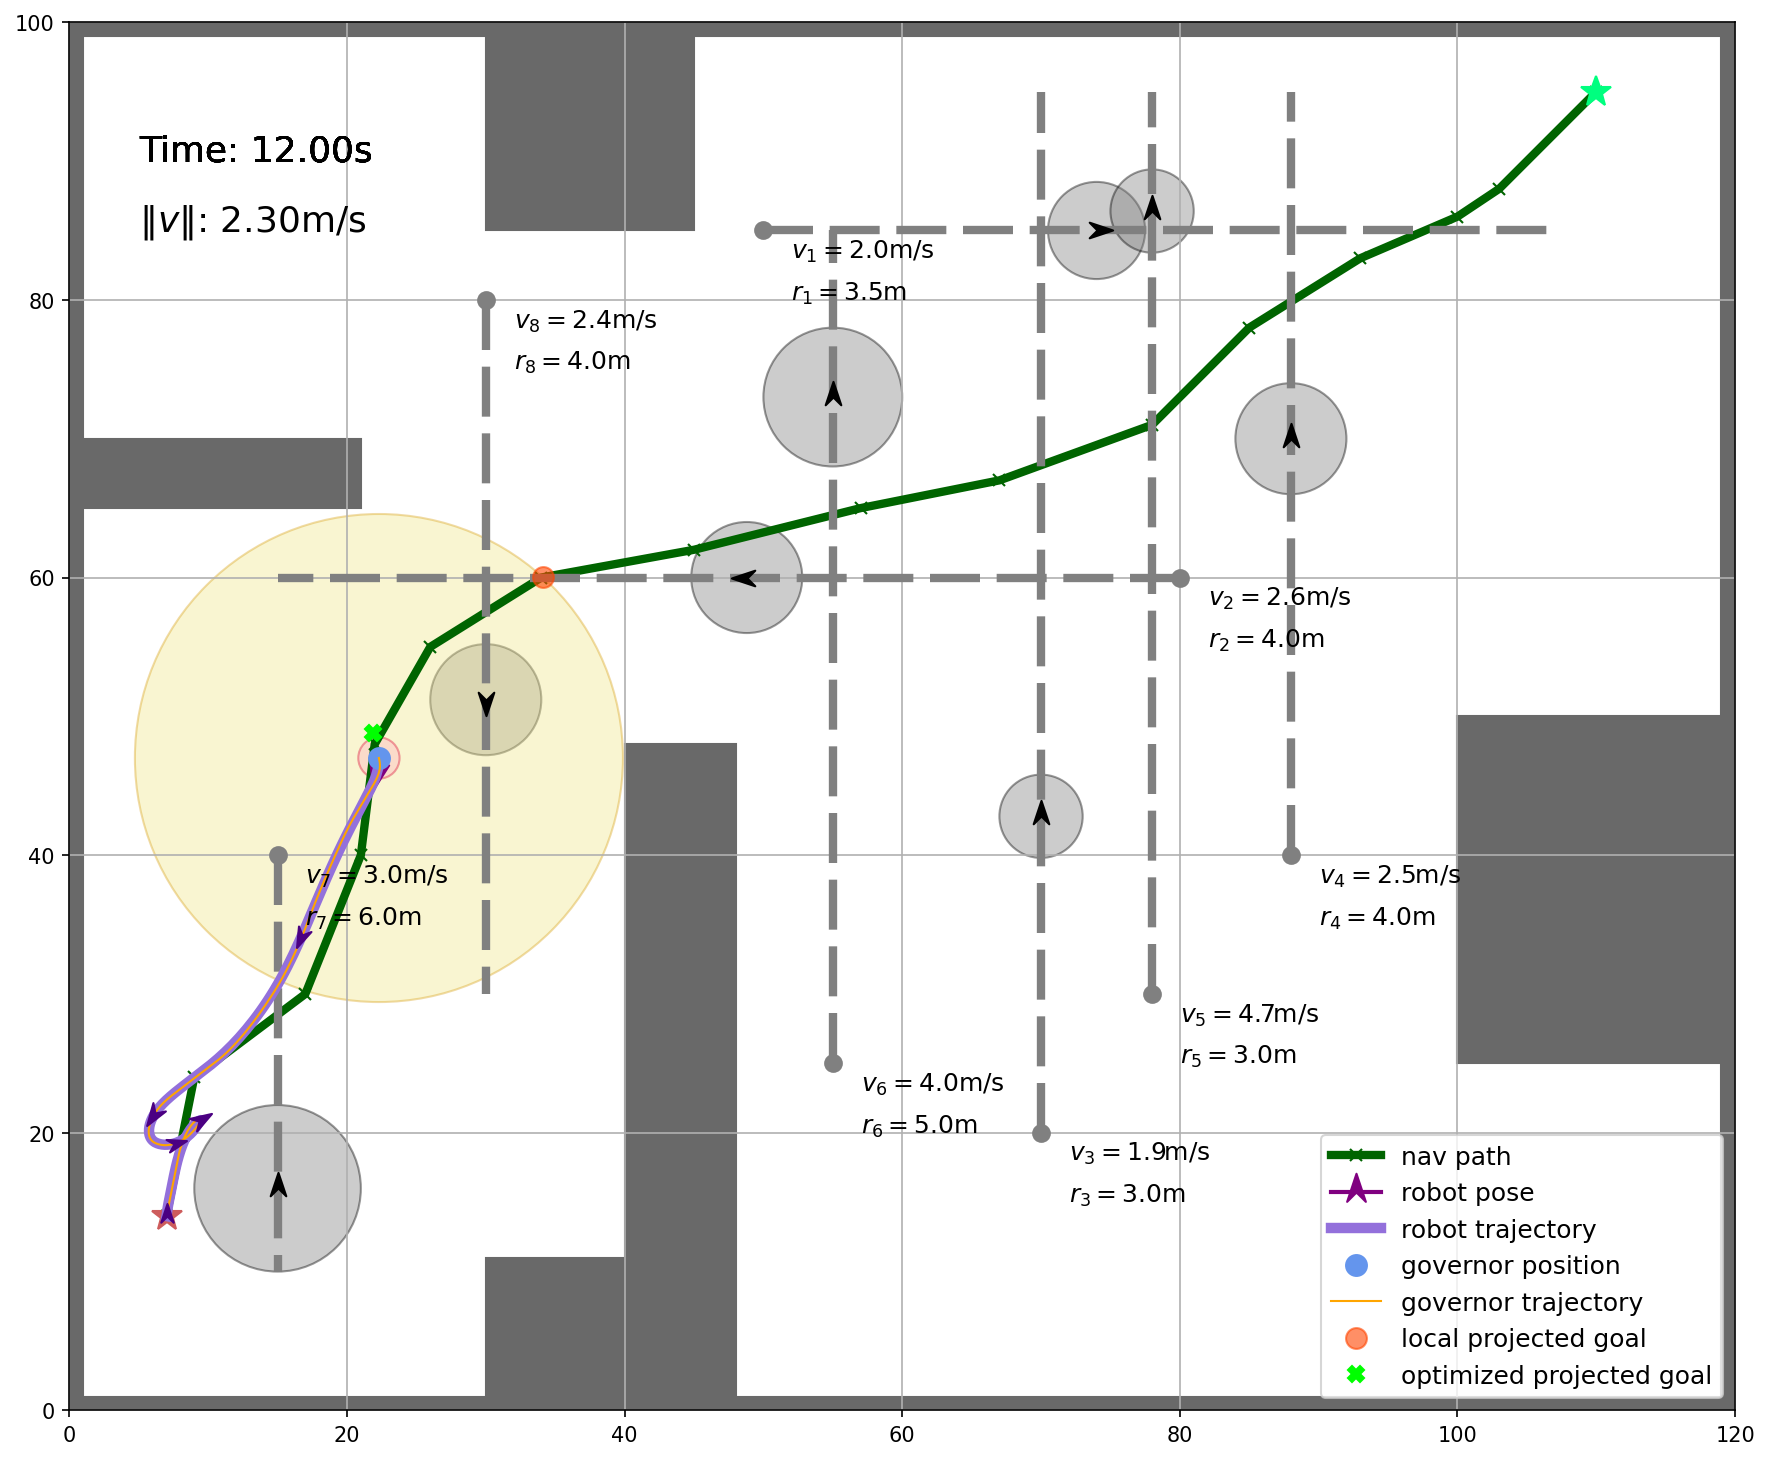 100
80
60
40
20
0
Time: 12.00s
‖v‖: 2.30m/s
v₁ = 2.0m/s
r₁ = 3.5m
v₈ = 2.4m/s
r₈ = 4.0m
v₂ = 2.6m/s
r₂ = 4.0m
v₇ = 3.0m/s
r₇ = 6.0m
v₄ = 2.5m/s
r₄ = 4.0m
v₅ = 4.7m/s
r₅ = 3.0m
v₆ = 4.0m/s
r₆ = 5.0m
v₃ = 1.9m/s
r₃ = 3.0m
nav path
robot pose
robot trajectory
governor position
governor trajectory
local projected goal
optimized projected goal
0 20 40 60 80 100 120